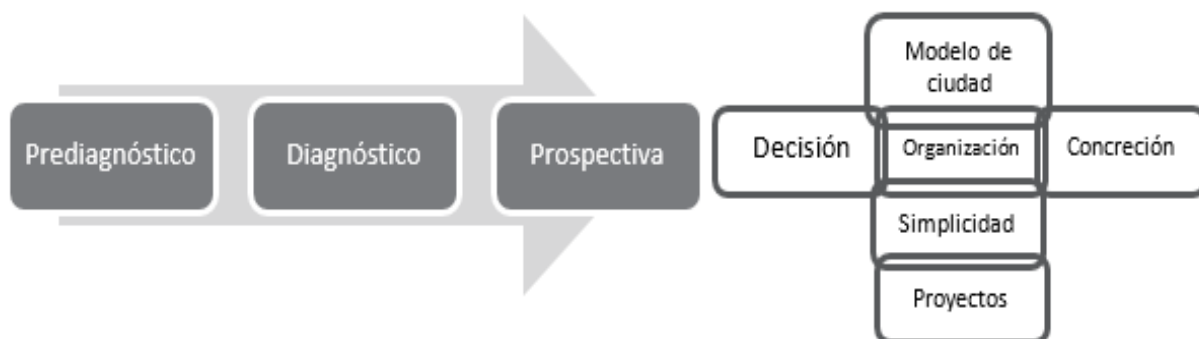 Prediagnóstico
Diagnóstico
Prospectiva
Modelo de
ciudad
Decisión
Organización
Concreción
Simplicidad
Proyectos